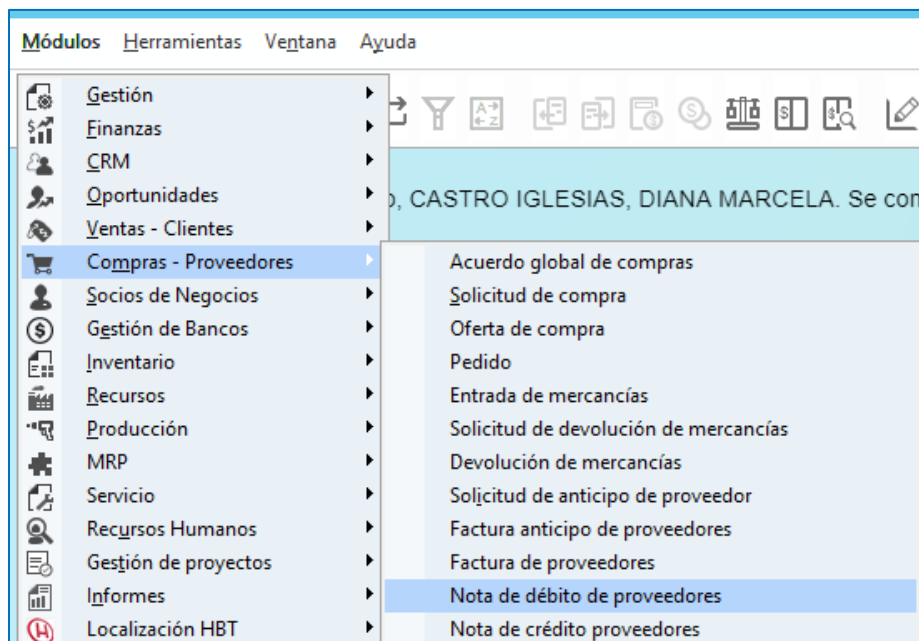 Módulos Herramientas Ventana Ayuda
Gestión
Finanzas
CRM
Oportunidades
, CASTRO IGLESIAS, DIANA MARCELA. Se con
Ventas - Clientes
Compras - Proveedores
Socios de Negocios
Gestión de Bancos
Inventario
Recursos
Producción
MRP
Servicio
Recursos Humanos
Gestión de proyectos
Informes
Localización HBT
Acuerdo global de compras
Solicitud de compra
Oferta de compra
Pedido
Entrada de mercancías
Solicitud de devolución de mercancías
Devolución de mercancías
Solicitud de anticipo de proveedor
Factura anticipo de proveedores
Factura de proveedores
Nota de débito de proveedores
Nota de crédito proveedores